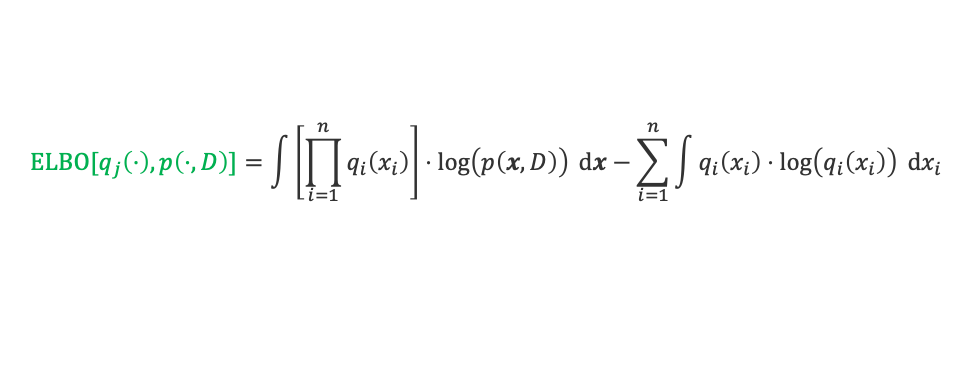 ELBO[q_j(·), p(·, D)] = ∫ [∏_{i=1}^{n} q_i(x_i)] · log(p(𝒙, D)) d𝒙 − ∑_{i=1}^{n} ∫ q_i(x_i) · log(q_i(x_i)) dx_i